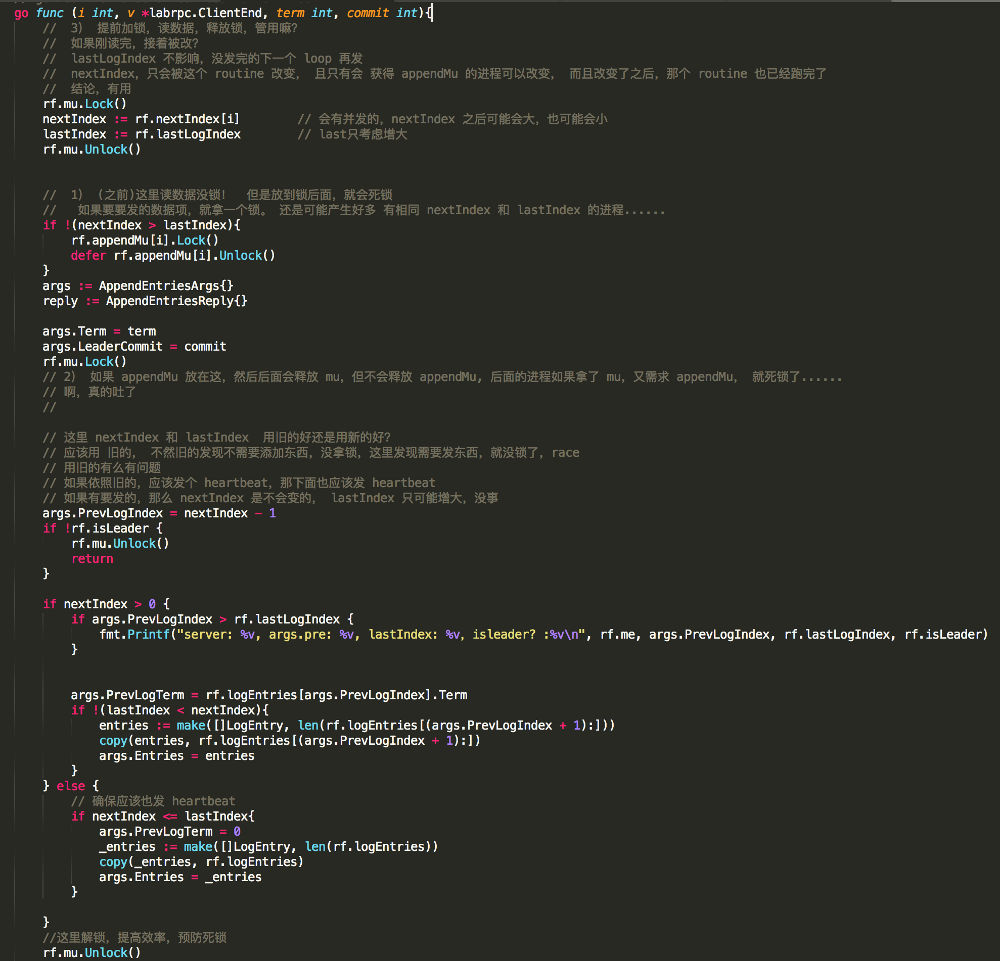 go func (i int, v *labrpc.ClientEnd, term int, commit int){
    //  3)  提前加锁，读数据，释放锁，管用嘛？
    //  如果刚读完，接着被改？
    //  lastLogIndex 不影响，没发完的下一个 loop 再发
    //  nextIndex，只会被这个 routine 改变， 且只有会 获得 appendMu 的进程可以改变， 而且改变了之后，那个 routine 也已经跑完了
    //  结论，有用
    rf.mu.Lock()
    nextIndex := rf.nextIndex[i]        // 会有并发的，nextIndex 之后可能会大，也可能会小
    lastIndex := rf.lastLogIndex        // last只考虑增大
    rf.mu.Unlock()
    //  1)  (之前)这里读数据没锁！  但是放到锁后面，就会死锁
    //   如果要要发的数据项，就拿一个锁。 还是可能产生好多 有相同 nextIndex 和 lastIndex 的进程......
    if !(nextIndex > lastIndex){
        rf.appendMu[i].Lock()
        defer rf.appendMu[i].Unlock()
    }
    args := AppendEntriesArgs{}
    reply := AppendEntriesReply{}
    args.Term = term
    args.LeaderCommit = commit
    rf.mu.Lock()
    // 2)  如果 appendMu 放在这，然后后面会释放 mu，但不会释放 appendMu, 后面的进程如果拿了 mu，又需求 appendMu， 就死锁了......
    // 啊，真的吐了
    //
    // 这里 nextIndex 和 lastIndex  用旧的好还是用新的好？
    // 应该用 旧的， 不然旧的发现不需要添加东西，没拿锁，这里发现需要发东西，就没锁了，race
    // 用旧的有么有问题
    // 如果依照旧的，应该发个 heartbeat，那下面也应该发 heartbeat
    // 如果有要发的，那么 nextIndex 是不会变的， lastIndex 只可能增大，没事
    args.PrevLogIndex = nextIndex - 1
    if !rf.isLeader {
        rf.mu.Unlock()
        return
    }
    if nextIndex > 0 {
        if args.PrevLogIndex > rf.lastLogIndex {
            fmt.Printf("server: %v, args.pre: %v, lastIndex: %v, isleader? :%v\n", rf.me, args.PrevLogIndex, rf.lastLogIndex, rf.isLeader)
        }
        args.PrevLogTerm = rf.logEntries[args.PrevLogIndex].Term
        if !(lastIndex < nextIndex){
            entries := make([]LogEntry, len(rf.logEntries[(args.PrevLogIndex + 1):]))
            copy(entries, rf.logEntries[(args.PrevLogIndex + 1):])
            args.Entries = entries
        }
    } else {
        // 确保应该也发 heartbeat
        if nextIndex <= lastIndex{
            args.PrevLogTerm = 0
            _entries := make([]LogEntry, len(rf.logEntries))
            copy(_entries, rf.logEntries)
            args.Entries = _entries
        }
    }
    //这里解锁，提高效率，预防死锁
    rf.mu.Unlock()